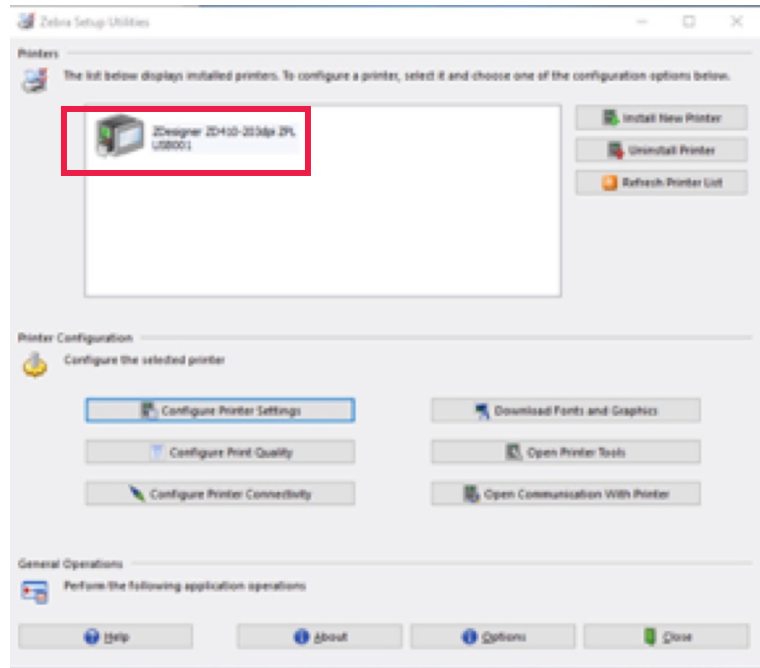 Zebra Setup Utilities
Printers
The list below displays installed printers. To configure a printer, select it and choose one of the configuration options below.
ZDesigner ZD410-203dpi ZPL
USB001
Install New Printer
Uninstall Printer
Refresh Printer List
Printer Configuration
Configure the selected printer
Configure Printer Settings
Download Fonts and Graphics
Configure Print Quality
Open Printer Tools
Configure Printer Connectivity
Open Communication With Printer
General Operations
Perform the following application operations
Help
About
Options
Close